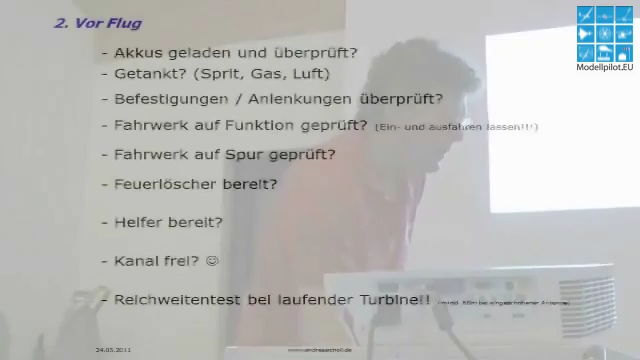 2. Vor Flug
Modellpilot.EU
- Akkus geladen und überprüft?
- Getankt? (Sprit, Gas, Luft)
- Befestigungen / Anlenkungen überprüft?
- Fahrwerk auf Funktion geprüft? (Ein- und ausfahren lassen!!!)
- Fahrwerk auf Spur geprüft?
- Feuerlöscher bereit?
- Helfer bereit?
- Kanal frei? ☺
- Reichweitentest bei laufender Turbine!!
24.05.2011